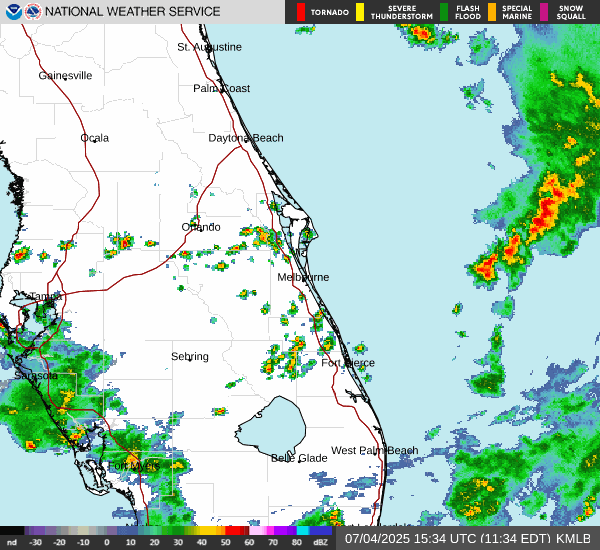 NATIONAL WEATHER SERVICE
TORNADO
SEVERE
THUNDERSTORM
FLASH
FLOOD
SPECIAL
MARINE
SNOW
SQUALL
St. Augustine
Gainesville
Palm Coast
Ocala
Daytona Beach
Orlando
Melbourne
Tampa
Sebring
Fort Pierce
Sarasota
West Palm Beach
Belle Glade
Fort Myers
nd -30 -20 -10 0 10 20 30 40 50 60 70 80 dBZ
07/04/2025 15:34 UTC (11:34 EDT) KMLB